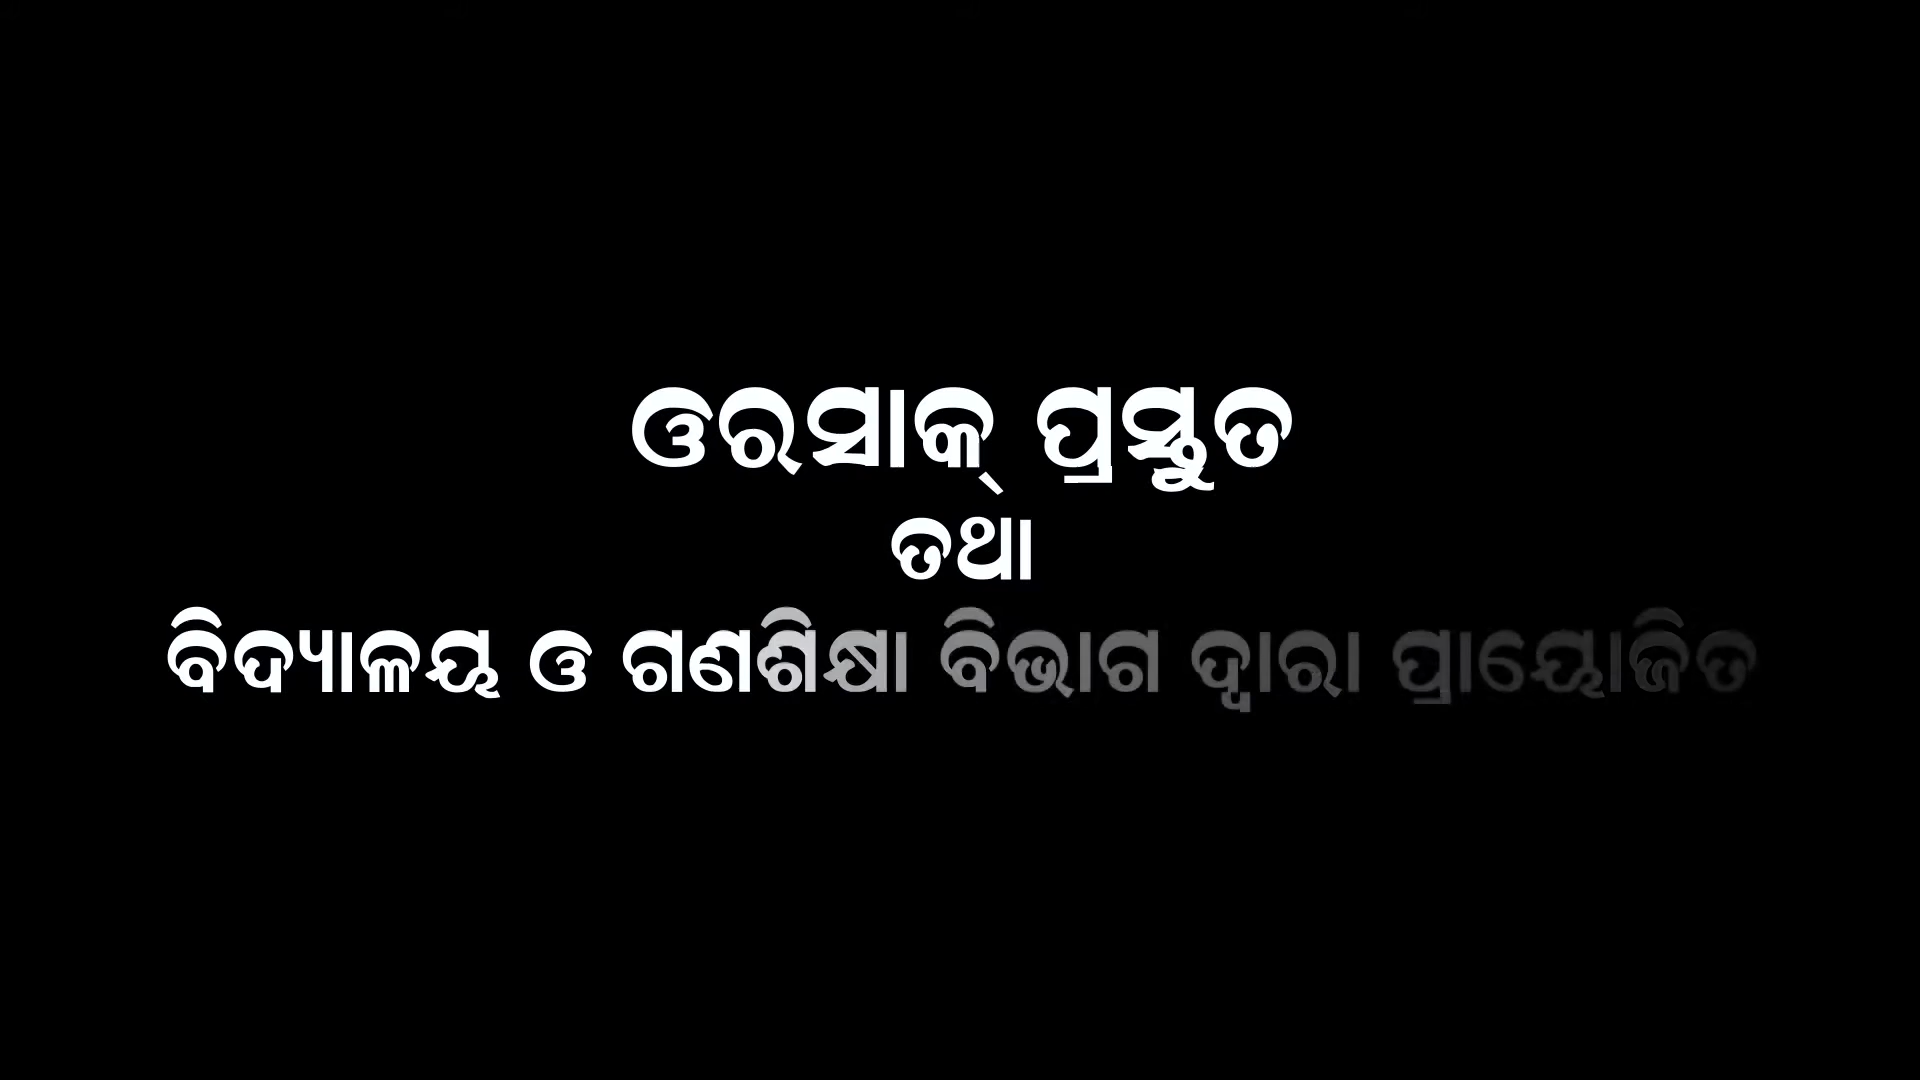 ଓରସାକ୍ ପ୍ରସ୍ତୁତ
ତଥା
ବିଦ୍ୟାଳୟ ଓ ଗଣଶିକ୍ଷା ବିଭାଗ ଦ୍ୱାରା ପ୍ରାୟୋଜିତ